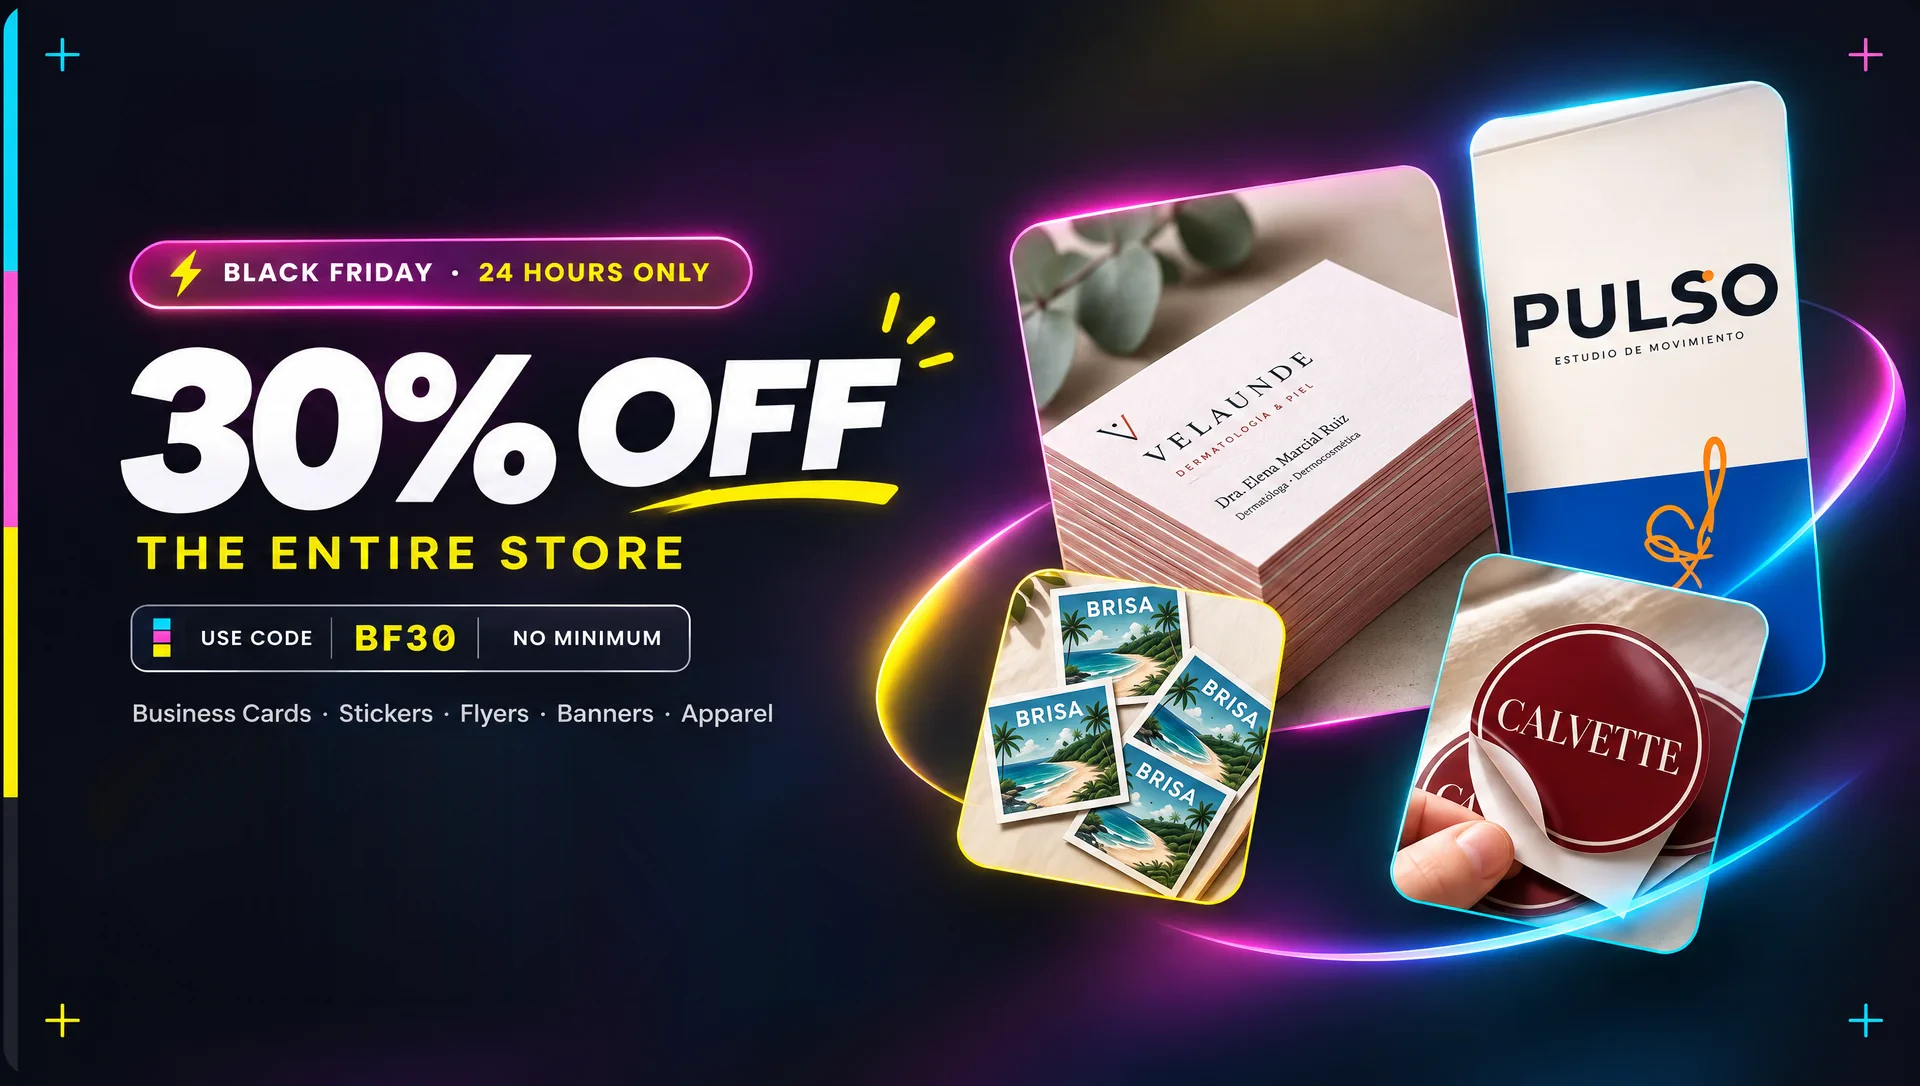 BLACK FRIDAY · 24 HOURS ONLY
30% OFF
THE ENTIRE STORE
USE CODE BF30 NO MINIMUM
Business Cards · Stickers · Flyers · Banners · Apparel
VELAUNDE
DERMATOLOGÍA & PIEL
Dra. Elena Marcial Ruiz
Dermatóloga · Dermocosmética
PULSO
ESTUDIO DE MOVIMIENTO
BRISA
BRISA
BRISA
BRISA
CALVETTE
CA